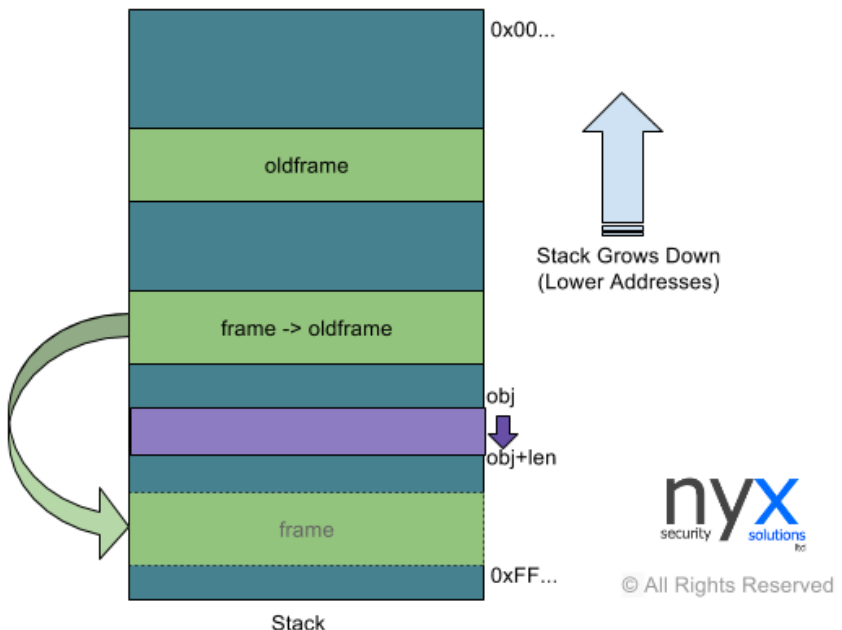 0x00...
oldframe
Stack Grows Down
(Lower Addresses)
frame -> oldframe
obj
obj+len
frame
nyx
security solutions
ltd
0xFF...
© All Rights Reserved
Stack